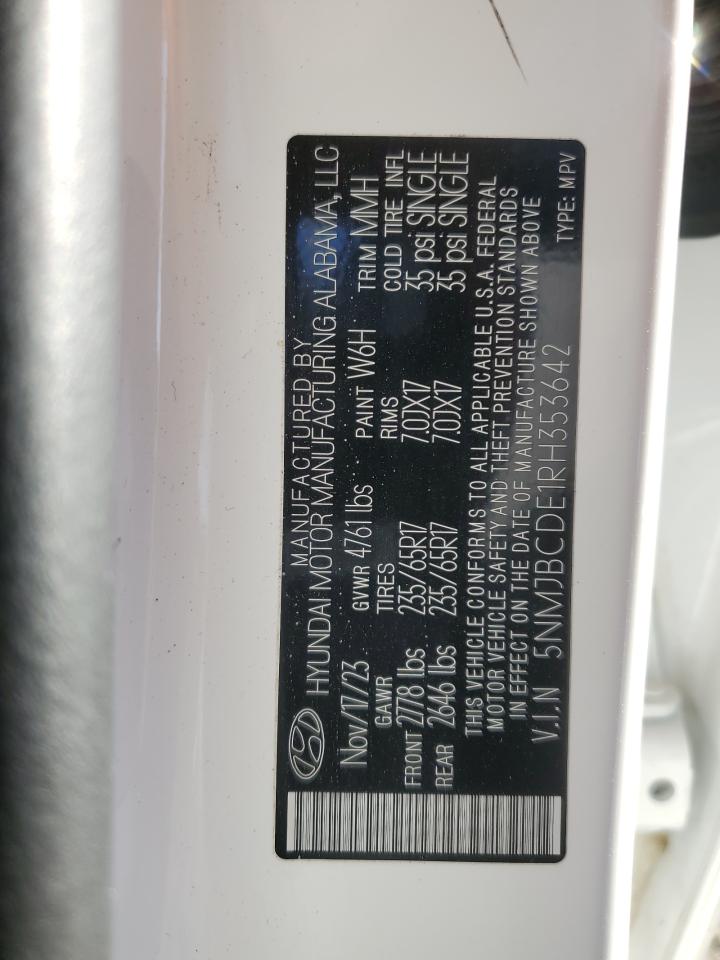 MANUFACTURED BY
HYUNDAI MOTOR MANUFACTURING ALABAMA, LLC
Nov/17/23 GVWR 4761 lbs PAINT W6H TRIM MMH
GAWR TIRES RIMS COLD TIRE INFL
FRONT 2778 lbs 235/65R17 7.0JX17 35 psi SINGLE
REAR 2646 lbs 235/65R17 7.0JX17 35 psi SINGLE
THIS VEHICLE CONFORMS TO ALL APPLICABLE U.S.A. FEDERAL
MOTOR VEHICLE SAFETY AND THEFT PREVENTION STANDARDS
IN EFFECT ON THE DATE OF MANUFACTURE SHOWN ABOVE
V.I.N 5NMJBCDE1RH353642 TYPE: MPV